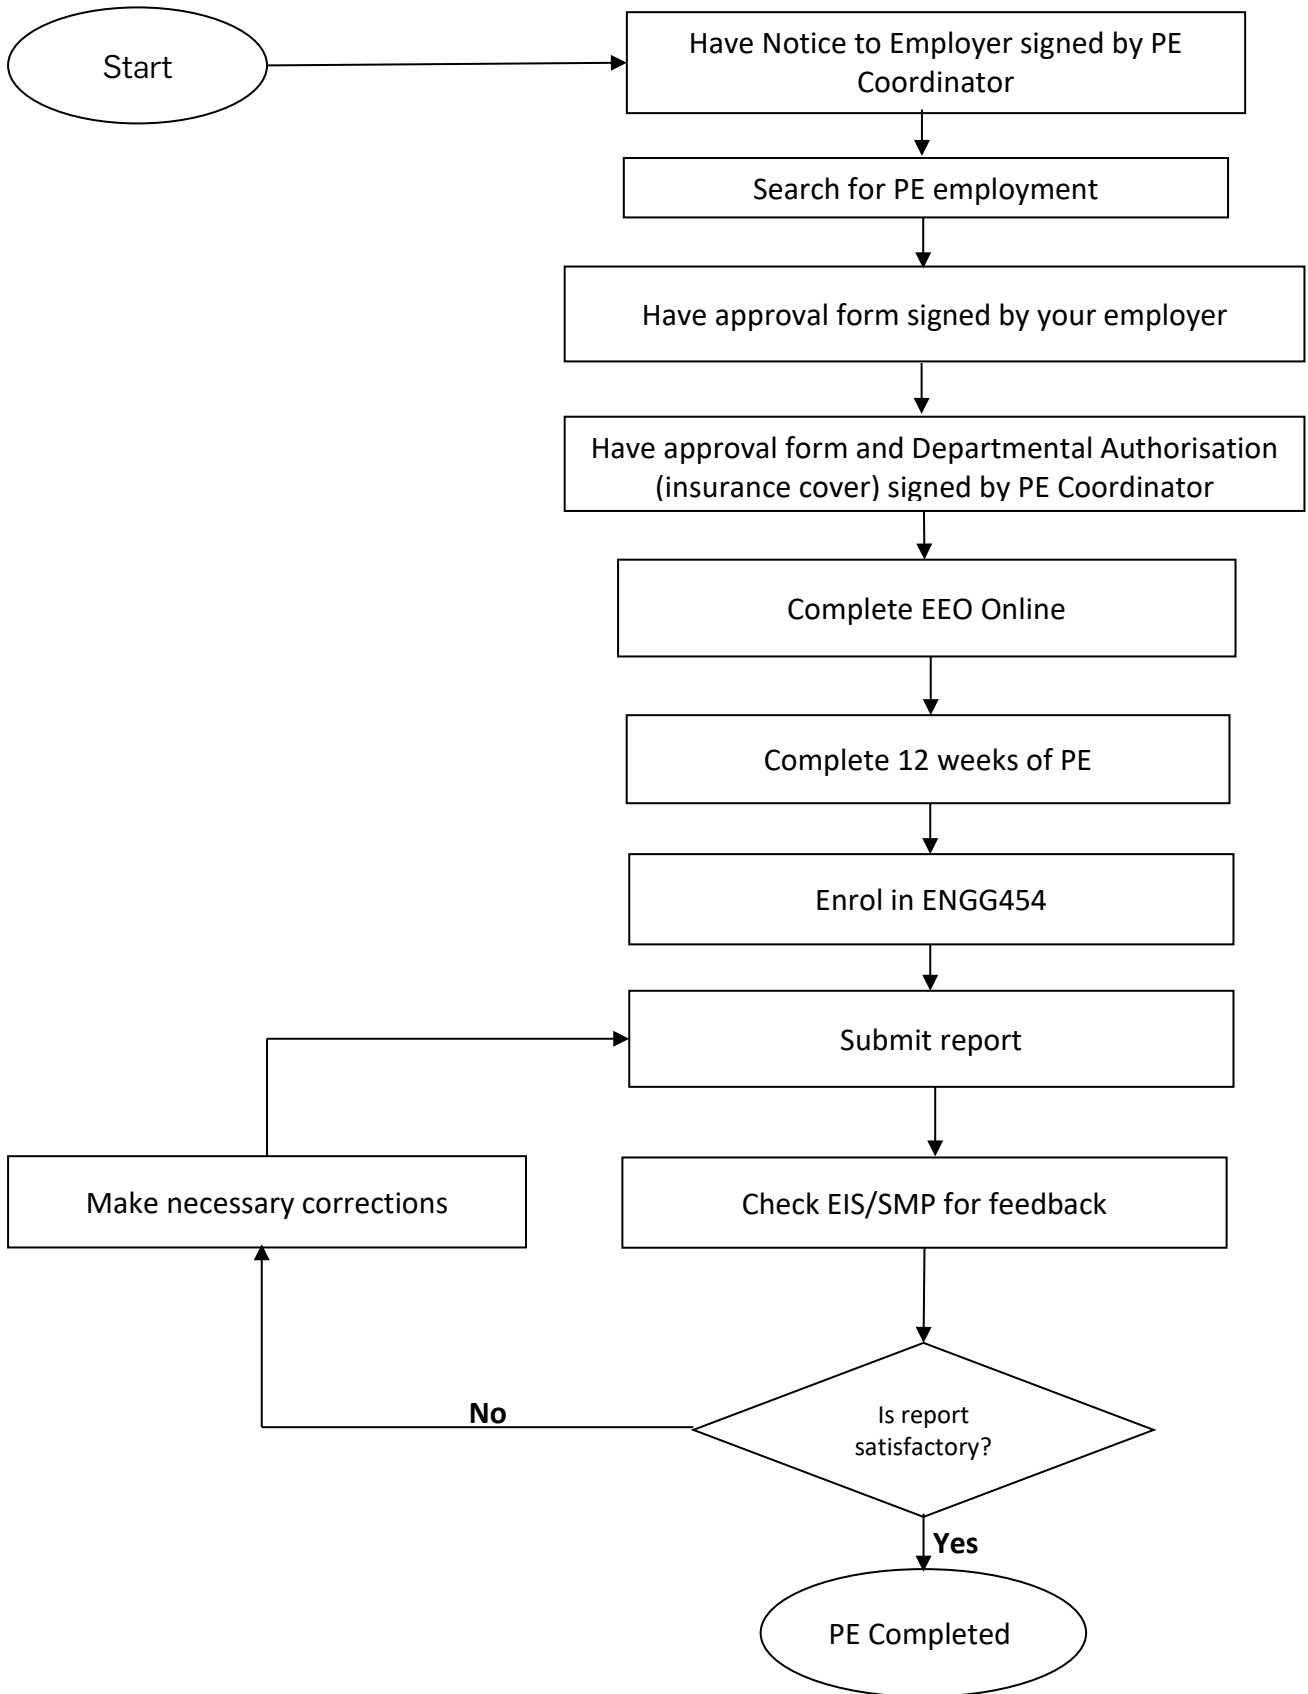 Start
Have Notice to Employer signed by PE
Coordinator
Search for PE employment
Have approval form signed by your employer
Have approval form and Departmental Authorisation
(insurance cover) signed by PE Coordinator
Complete EEO Online
Complete 12 weeks of PE
Enrol in ENGG454
Submit report
Make necessary corrections
Check EIS/SMP for feedback
No
Is report
satisfactory?
Yes
PE Completed